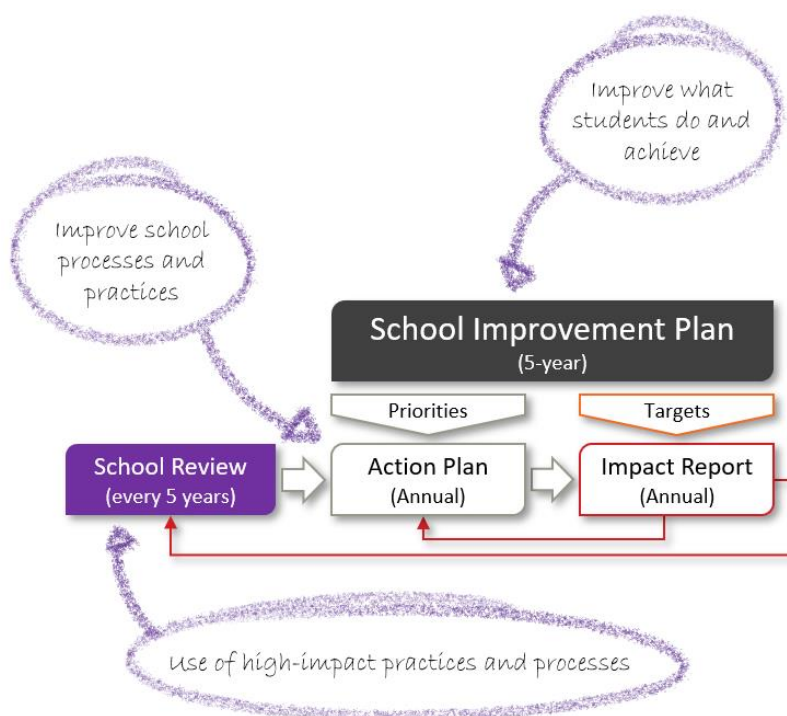 Improve what
students do and
achieve
Improve school
processes and
practices
School Improvement Plan
(5-year)
Priorities
Targets
School Review
(every 5 years)
Action Plan
(Annual)
Impact Report
(Annual)
Use of high-impact practices and processes